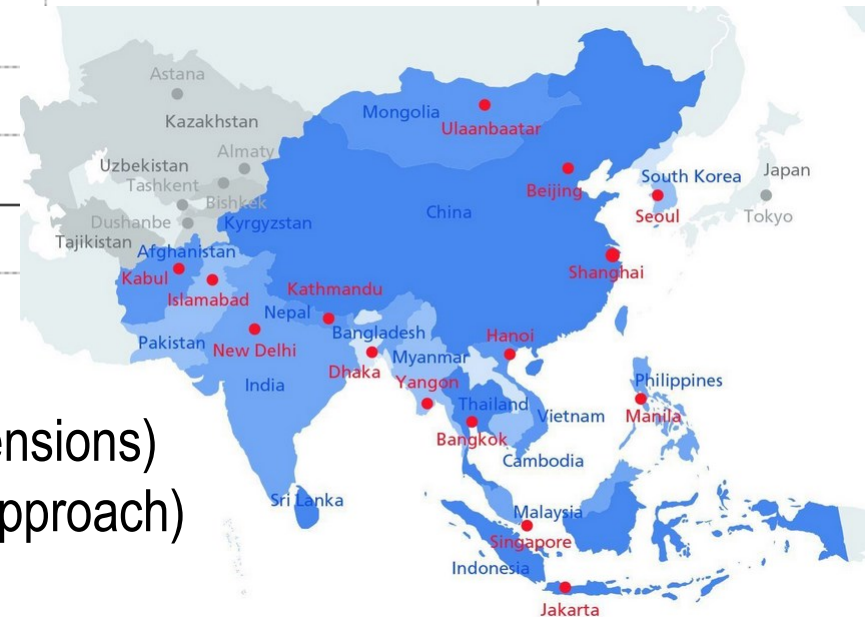 Astana
Kazakhstan
Mongolia
Ulaanbaatar
Almaty
Uzbekistan
Tashkent
Bishkek
Beijing
South Korea
Japan
Dushanbe
Kyrgyzstan
China
Seoul
Tokyo
Tajikistan
Afghanistan
Kabul
Shanghai
Islamabad
Kathmandu
Nepal
Bangladesh
Hanoi
Pakistan
New Delhi
Dhaka
Myanmar
India
Yangon
Philippines
Thailand
Vietnam
Manila
Bangkok
ensions)
Cambodia
Sri Lanka
pproach)
Malaysia
Singapore
Indonesia
Jakarta